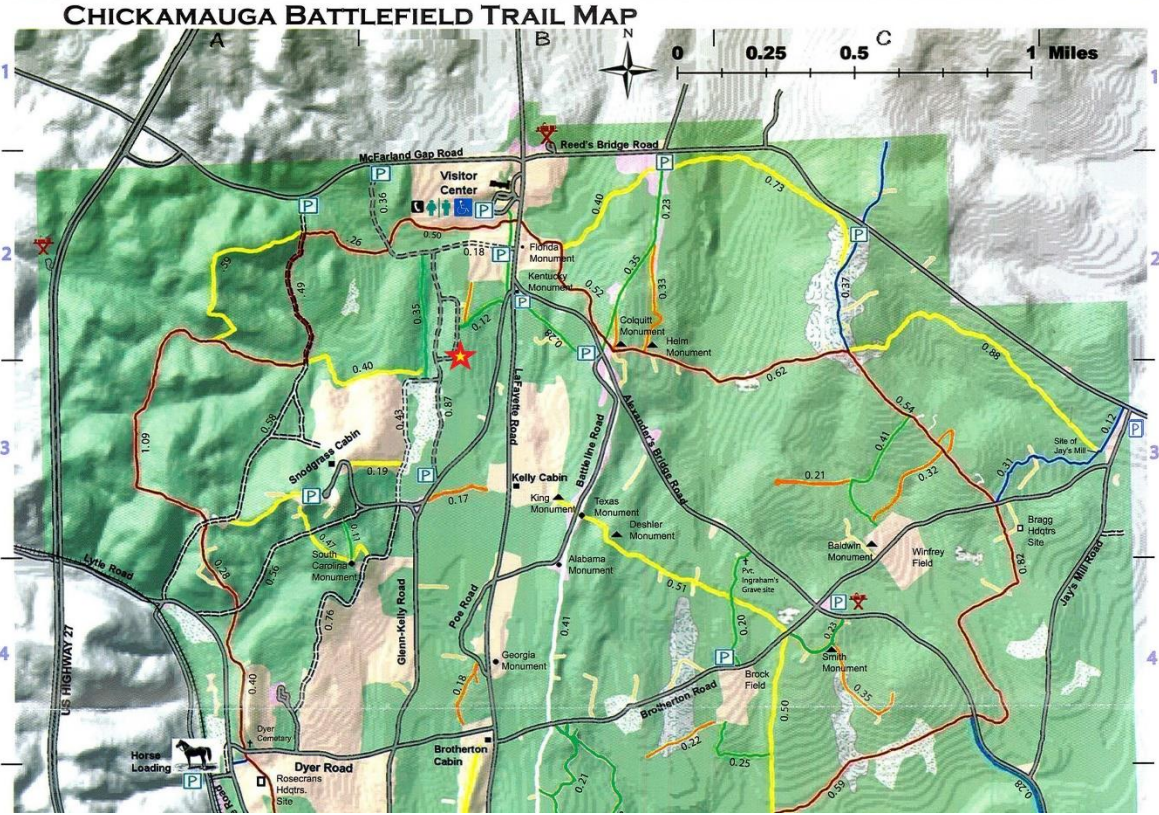 CHICKAMAUGA BATTLEFIELD TRAIL MAP
A
B
N
C
0 0.25 0.5 1 Miles
1
1
McFarland Gap Road
Reed's Bridge Road
Visitor
Center
P
P
P
P
0.36
0.40
0.23
0.73
2
2
.26
0.50
0.18
P
Florida
Monument
P
.59
.49
0.35
0.33
0.37
Kentucky
Monument
P
0.52
0.35
0.12
0.38
Colquitt
Monument
Helm
Monument
P
0.40
0.62
0.88
LaFayette Road
Alexander's Bridge Road
Battleline Road
3
3
1.09
0.58
0.43
0.87
0.54
0.41
0.12
P
Site of
Jay's Mill
Snodgrass Cabin
0.19
P
P
Kelly Cabin
0.21
0.32
0.31
0.17
King
Monument
Texas
Monument
Deshler
Monument
Bragg
Hdqtrs
Site
0.47
0.11
South
Carolina
Monument
Alabama
Monument
Baldwin
Monument
Winfrey
Field
Lytle Road
0.28
0.56
0.82
Pvt.
Ingraham's
Grave site
0.51
Jay's Mill Road
0.76
Glenn-Kelly Road
Poe Road
0.41
0.20
P
0.23
US HIGHWAY 27
4
4
Georgia
Monument
P
Smith
Monument
0.40
0.18
Brotherton Road
Brock
Field
0.35
0.50
Dyer
Cemetery
0.22
Horse
Loading
Brotherton
Cabin
0.25
P
Dyer Road
Rosecrans
Hdqtrs.
Site
0.21
0.59
0.28
Road